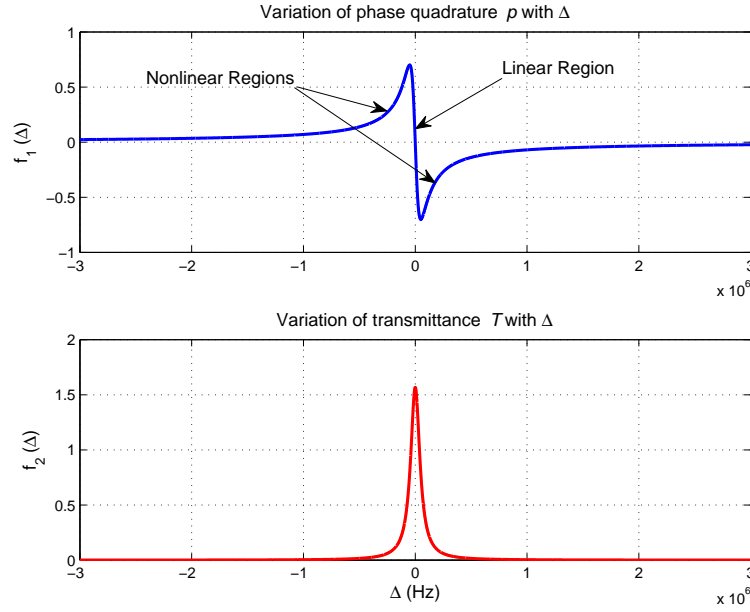 Variation of phase quadrature p with Δ
1
0.5
0
−0.5
−1
f1 (Δ)
Nonlinear Regions
Linear Region
−3 −2 −1 0 1 2 3
x 10^6
Variation of transmittance T with Δ
2
1.5
1
0.5
0
f2 (Δ)
−3 −2 −1 0 1 2 3
Δ (Hz)
x 10^6